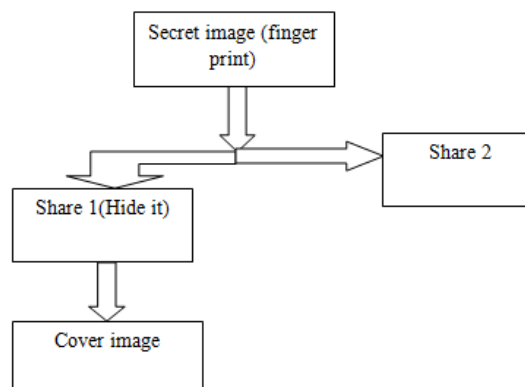 Secret image (finger
print)
Share 2
Share 1(Hide it)
Cover image